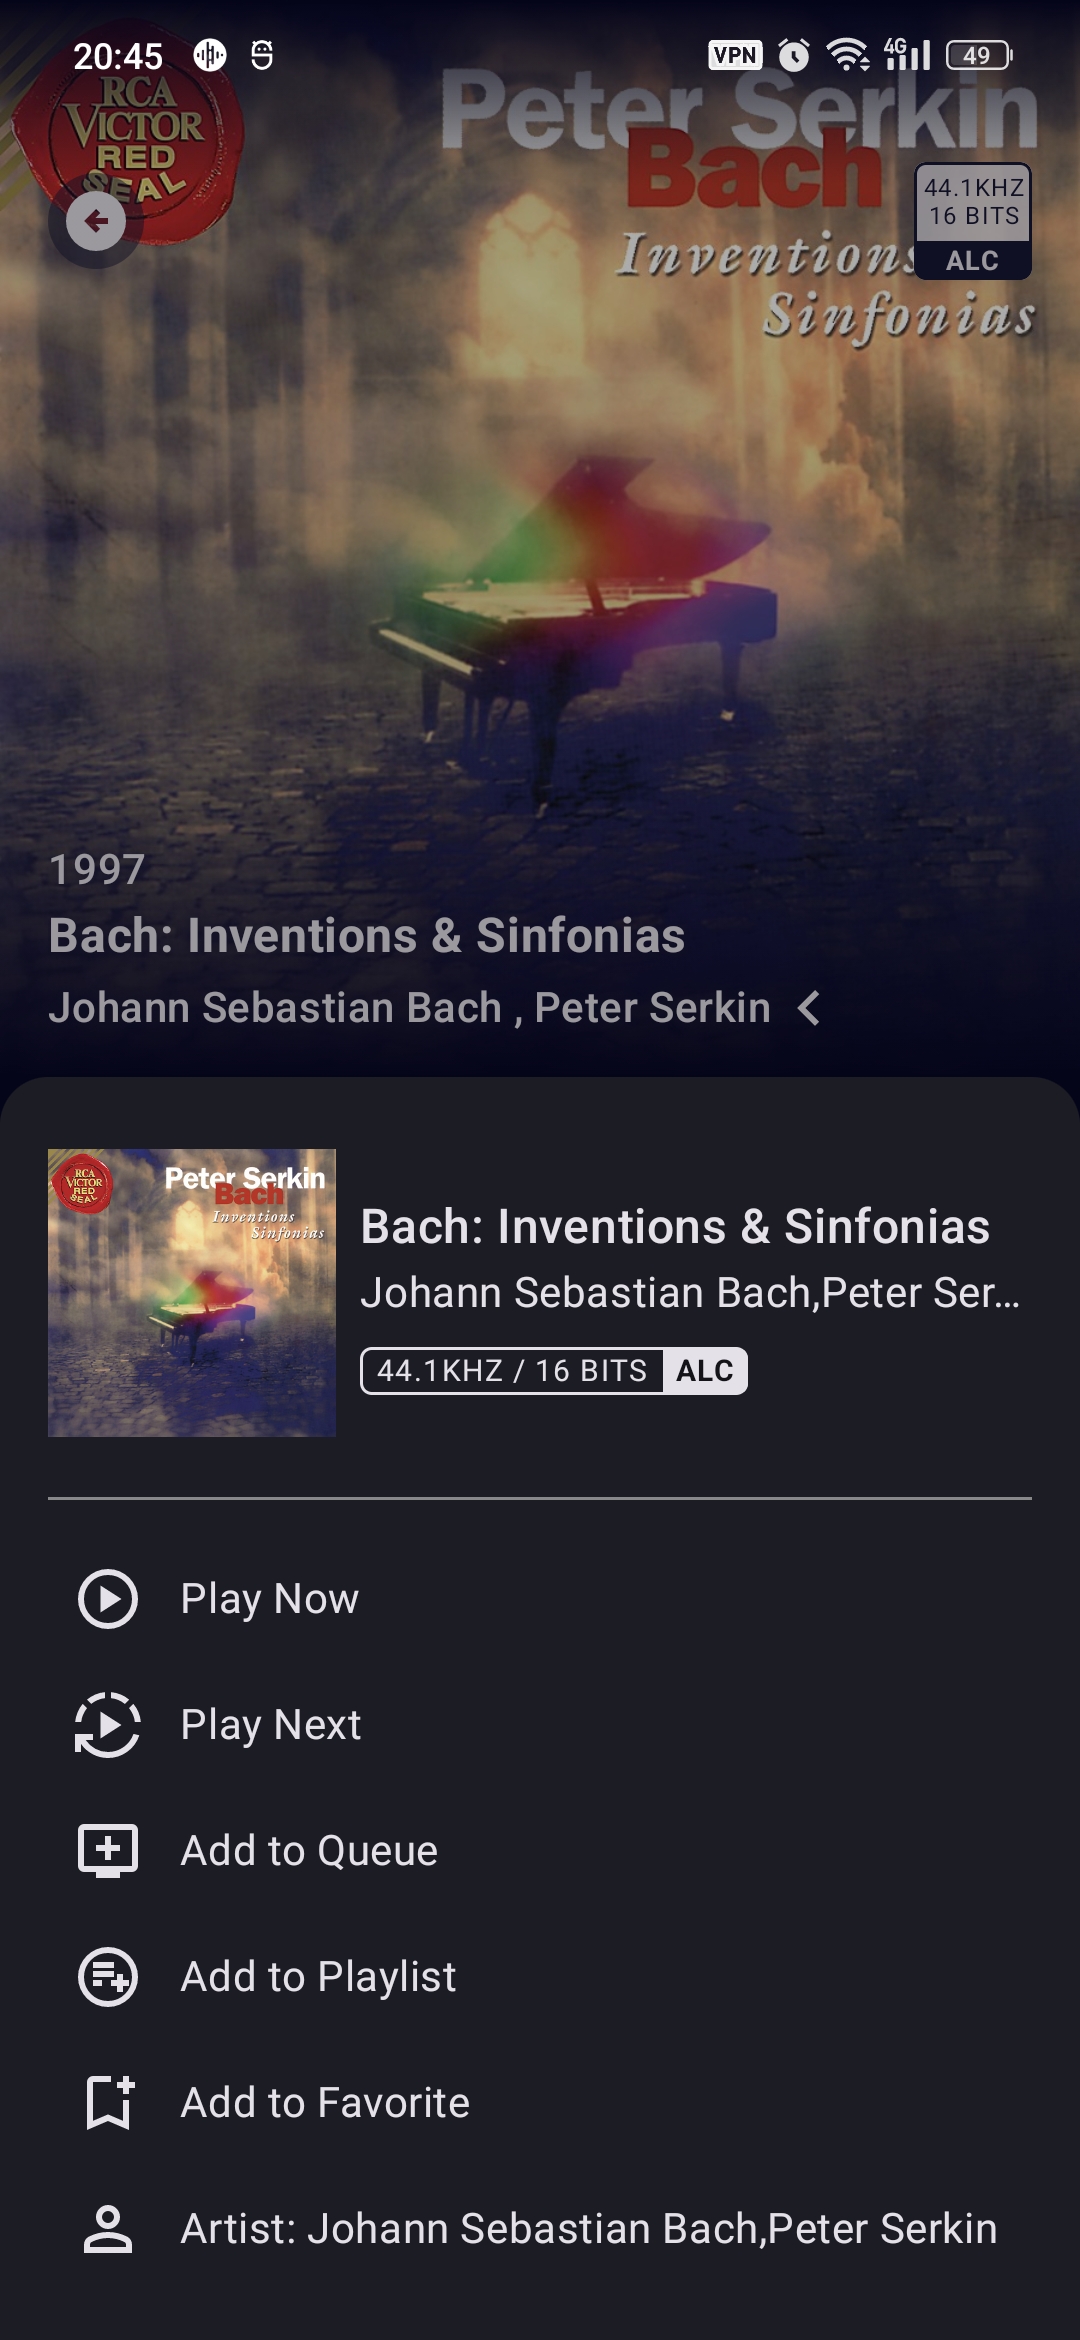 20:45
VPN
4G
49
RCA
VICTOR
RED
SEAL
Peter Serkin
Bach
Inventions
Sinfonias
44.1KHZ
16 BITS
ALC
1997
Bach: Inventions & Sinfonias
Johann Sebastian Bach , Peter Serkin
RCA
VICTOR
RED
SEAL
Peter Serkin
Bach
Inventions
Sinfonias
Bach: Inventions & Sinfonias
Johann Sebastian Bach,Peter Ser...
44.1KHZ / 16 BITS ALC
Play Now
Play Next
Add to Queue
Add to Playlist
Add to Favorite
Artist: Johann Sebastian Bach,Peter Serkin